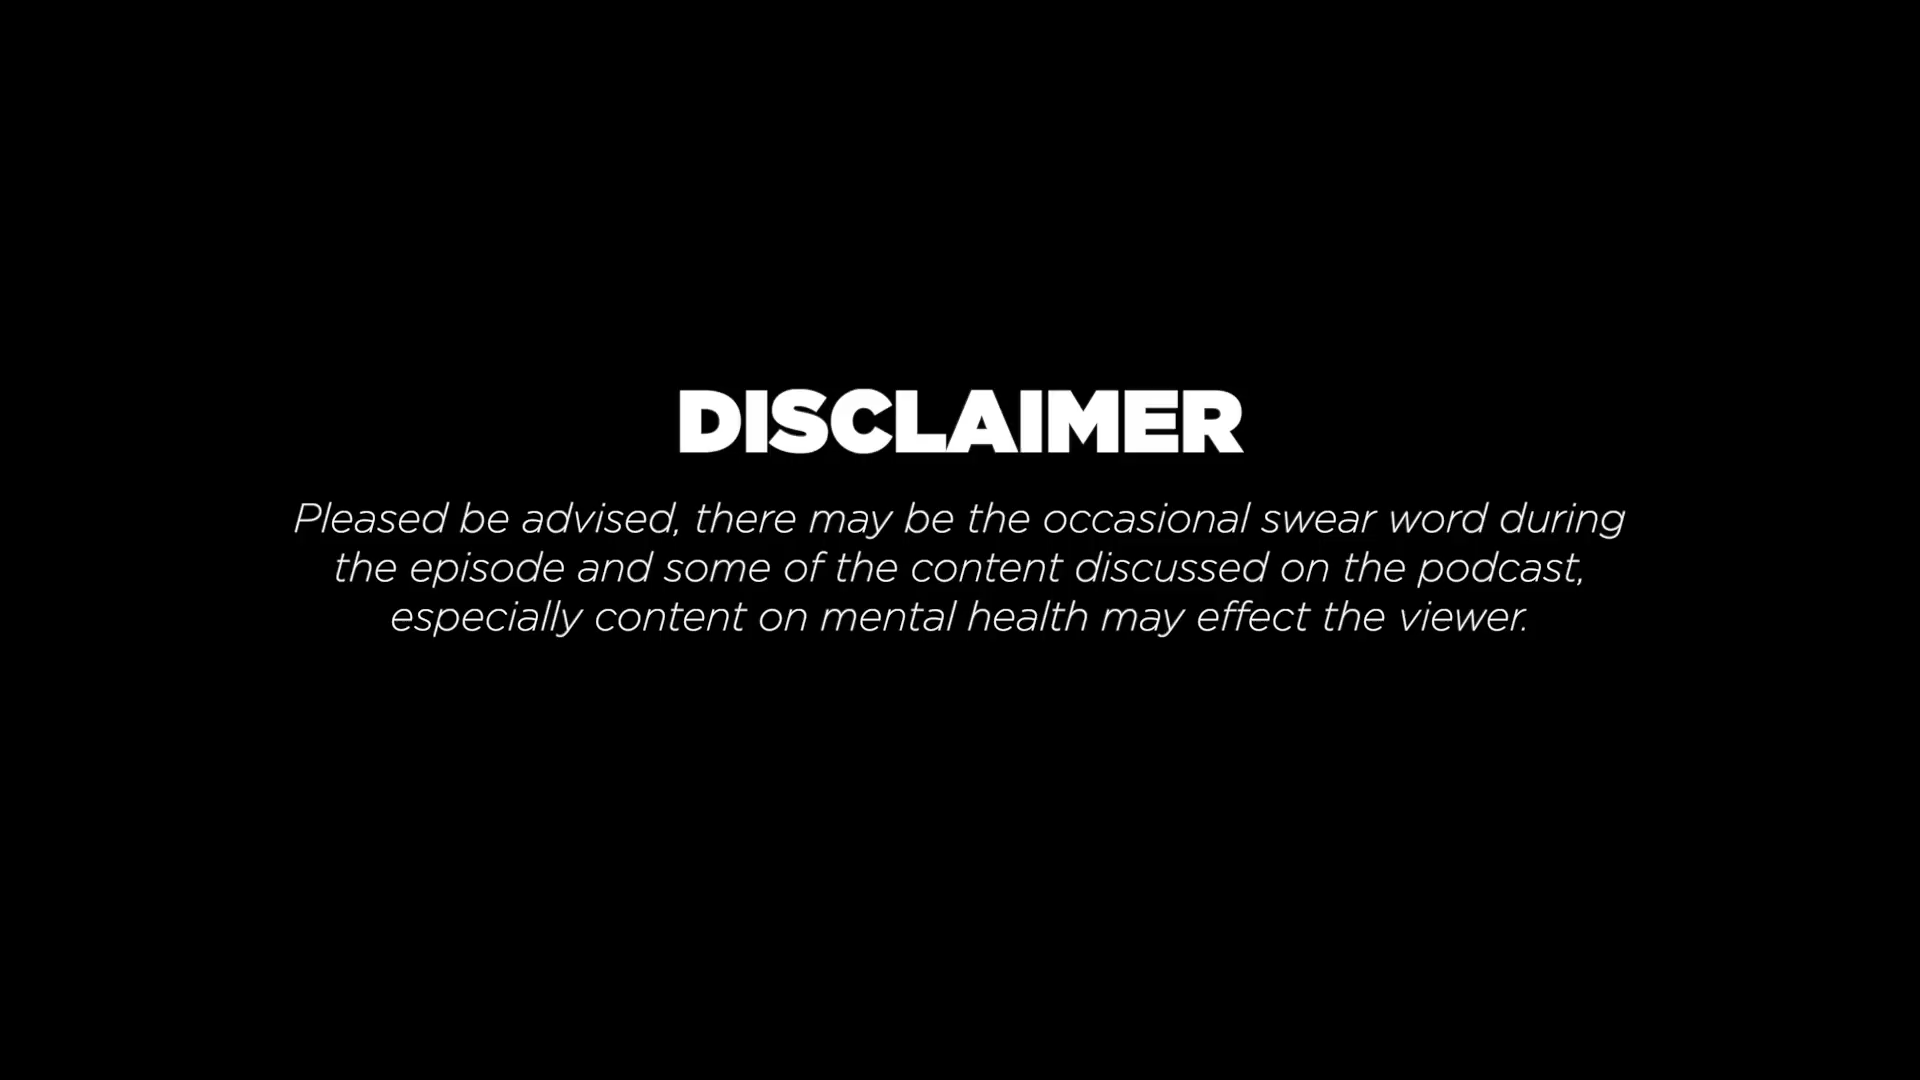 DISCLAIMER
Pleased be advised, there may be the occasional swear word during
the episode and some of the content discussed on the podcast,
especially content on mental health may effect the viewer.